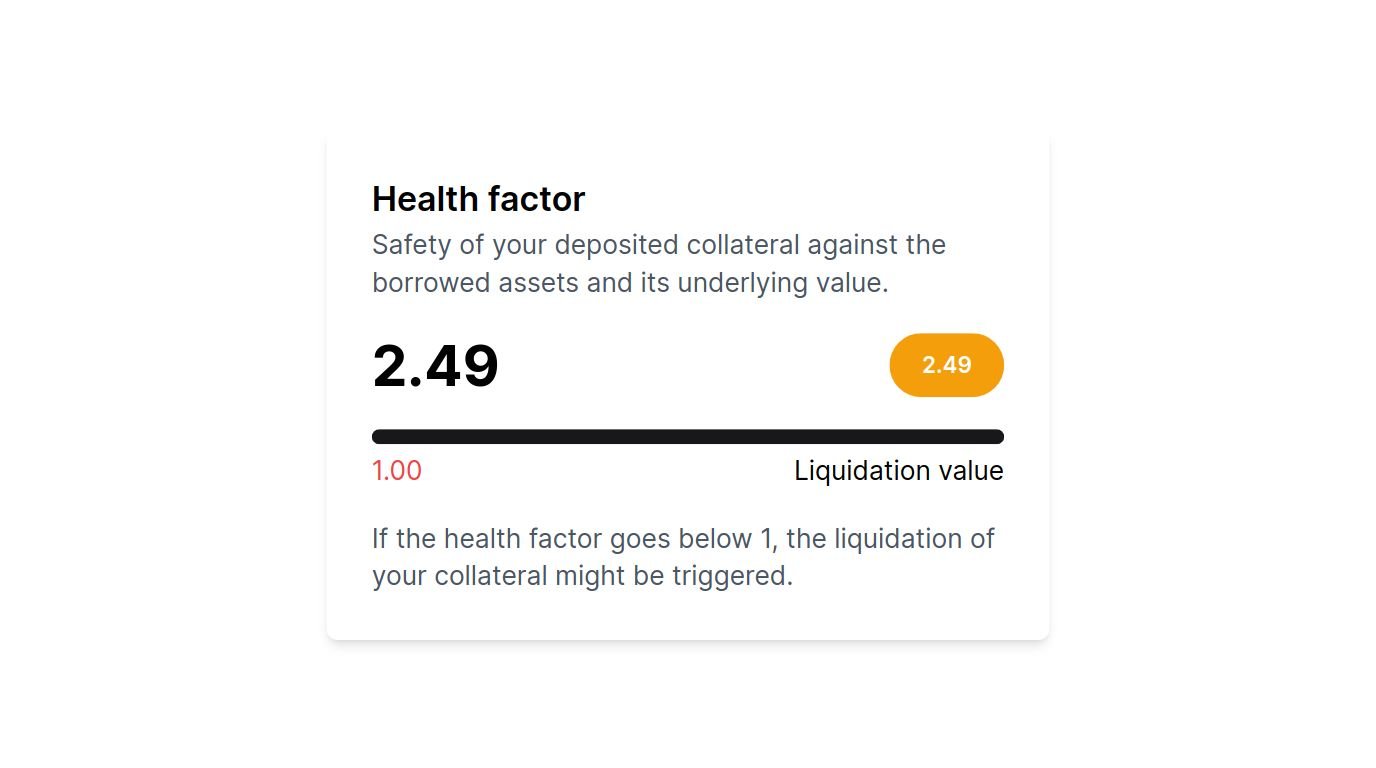 Health factor
Safety of your deposited collateral against the
borrowed assets and its underlying value.
2.49
2.49
1.00
Liquidation value
If the health factor goes below 1, the liquidation of
your collateral might be triggered.